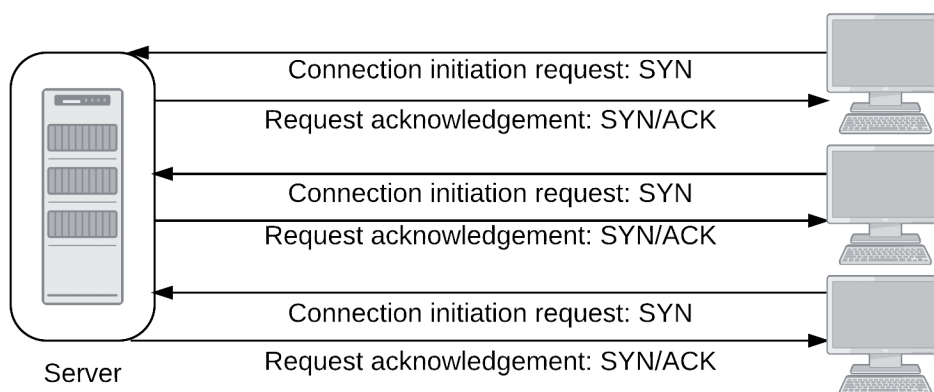 Connection initiation request: SYN
Request acknowledgement: SYN/ACK
Connection initiation request: SYN
Request acknowledgement: SYN/ACK
Connection initiation request: SYN
Request acknowledgement: SYN/ACK
Server